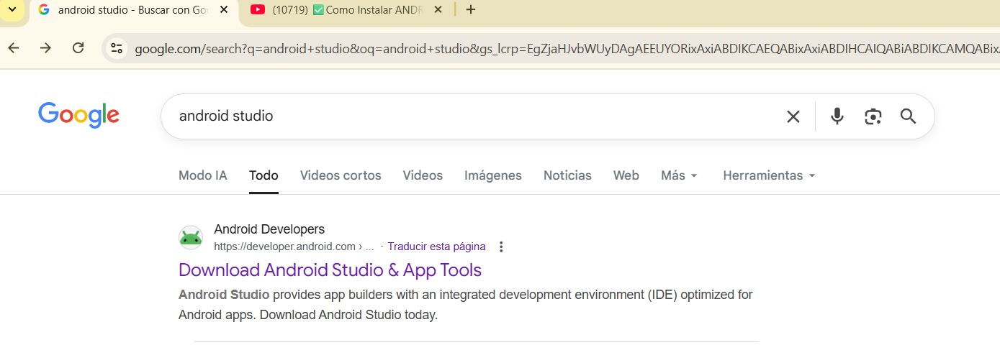 android studio - Buscar con Goo
(10719) ✅Como Instalar ANDR
google.com/search?q=android+studio&oq=android+studio&gs_lcrp=EgZjaHJvbWUyDAgAEEUYORixAxiABDIKCAEQABixAxiABDIHCAIQABiABDIKCAMQABix
Google
android studio
Modo IA Todo Videos cortos Videos Imágenes Noticias Web Más Herramientas
Android Developers
https://developer.android.com › ... · Traducir esta página
Download Android Studio & App Tools
Android Studio provides app builders with an integrated development environment (IDE) optimized for
Android apps. Download Android Studio today.